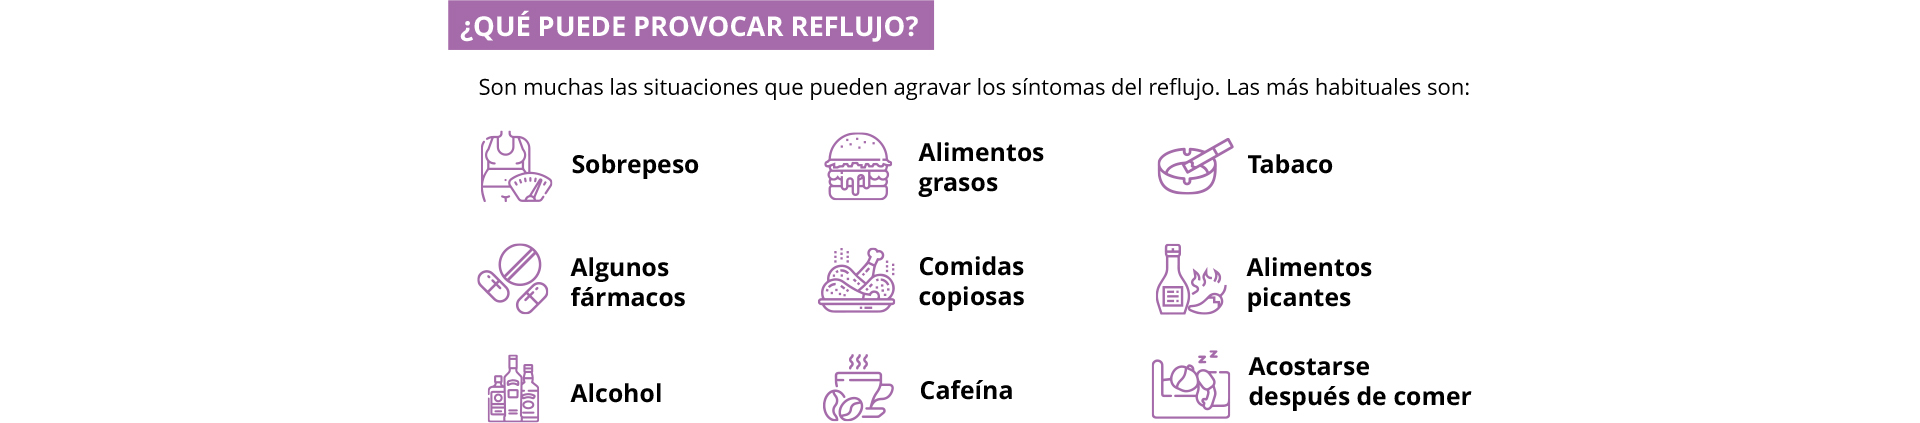 ¿QUÉ PUEDE PROVOCAR REFLUJO?
Son muchas las situaciones que pueden agravar los síntomas del reflujo. Las más habituales son:
Sobrepeso
Alimentos
grasos
Tabaco
Algunos
fármacos
Comidas
copiosas
Alimentos
picantes
Alcohol
Cafeína
z z
Acostarse
después de comer